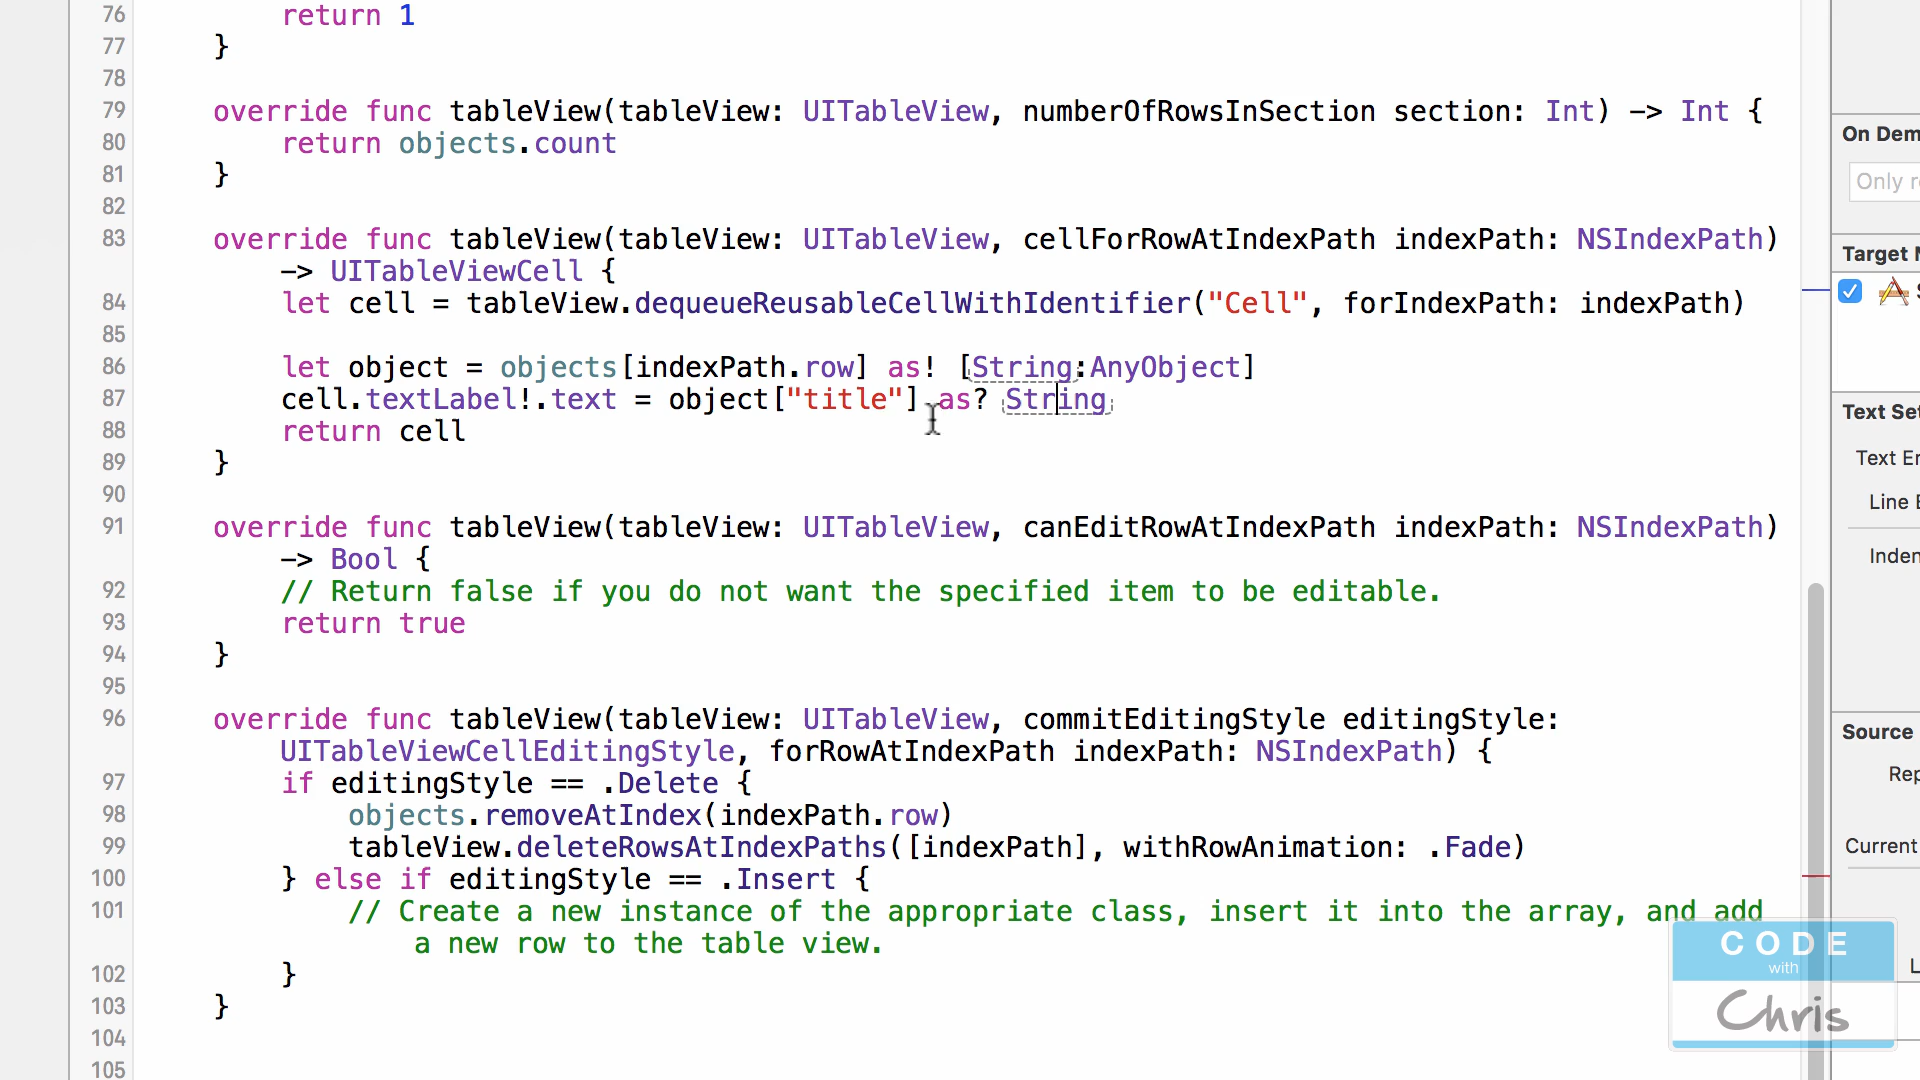 76 return 1
77 }
78
79 override func tableView(tableView: UITableView, numberOfRowsInSection section: Int) -> Int {
80 return objects.count
81 }
82
83 override func tableView(tableView: UITableView, cellForRowAtIndexPath indexPath: NSIndexPath)
-> UITableViewCell {
84 let cell = tableView.dequeueReusableCellWithIdentifier("Cell", forIndexPath: indexPath)
85
86 let object = objects[indexPath.row] as! [String:AnyObject]
87 cell.textLabel!.text = object["title"] as? String
88 return cell
89 }
90
91 override func tableView(tableView: UITableView, canEditRowAtIndexPath indexPath: NSIndexPath)
-> Bool {
92 // Return false if you do not want the specified item to be editable.
93 return true
94 }
95
96 override func tableView(tableView: UITableView, commitEditingStyle editingStyle:
UITableViewCellEditingStyle, forRowAtIndexPath indexPath: NSIndexPath) {
97 if editingStyle == .Delete {
98 objects.removeAtIndex(indexPath.row)
99 tableView.deleteRowsAtIndexPaths([indexPath], withRowAnimation: .Fade)
100 } else if editingStyle == .Insert {
101 // Create a new instance of the appropriate class, insert it into the array, and add
a new row to the table view.
102 }
103 }
104
105
On Dem
Only r
Target
Text Se
Text
Line
Inden
Source
Rep
Current
L
CODE
with
Chris